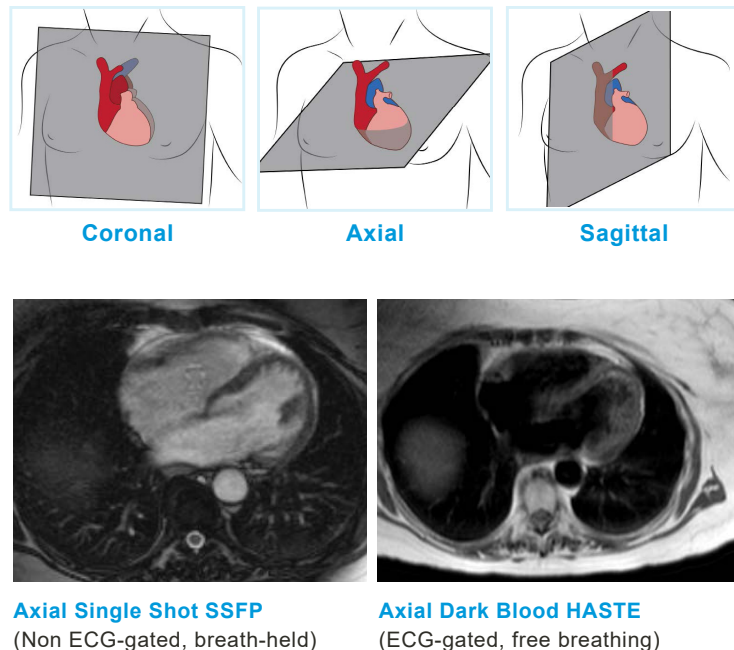 Coronal
Axial
Sagittal
Axial Single Shot SSFP
(Non ECG-gated, breath-held)
Axial Dark Blood HASTE
(ECG-gated, free breathing)